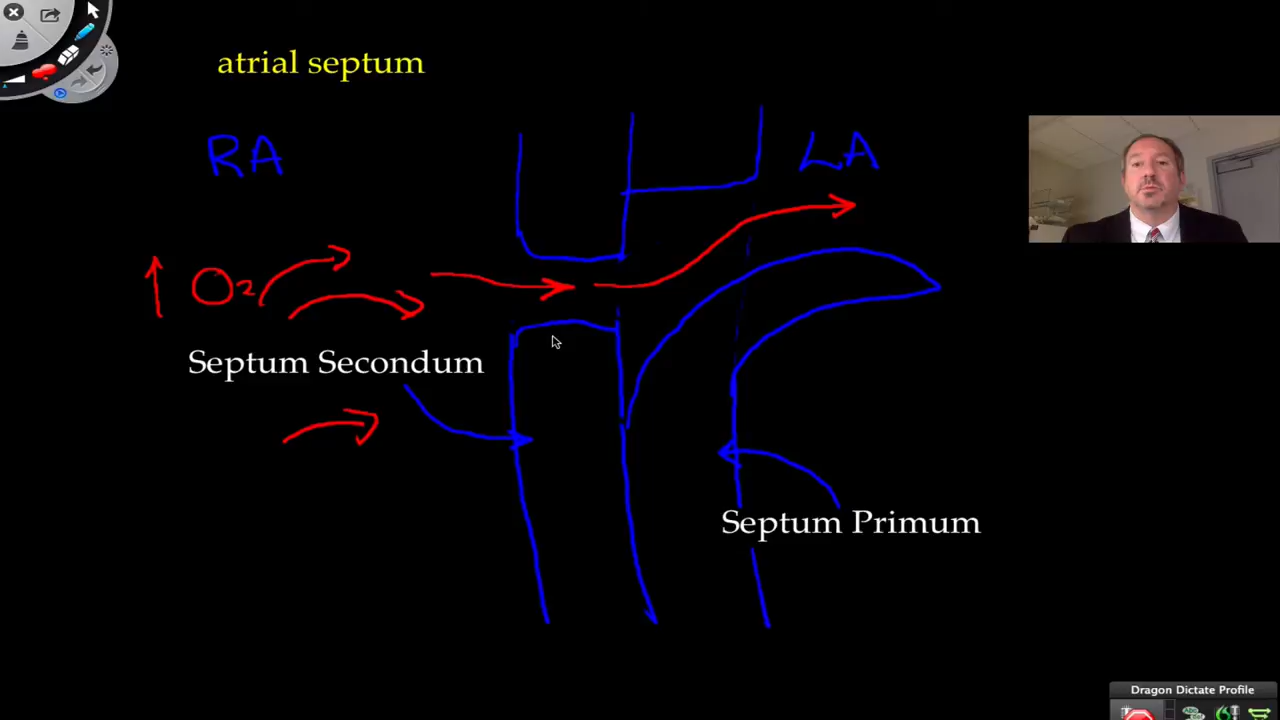 atrial septum
RA
LA
↑ O2
Septum Secondum
Septum Primum
Dragon Dictate Profile